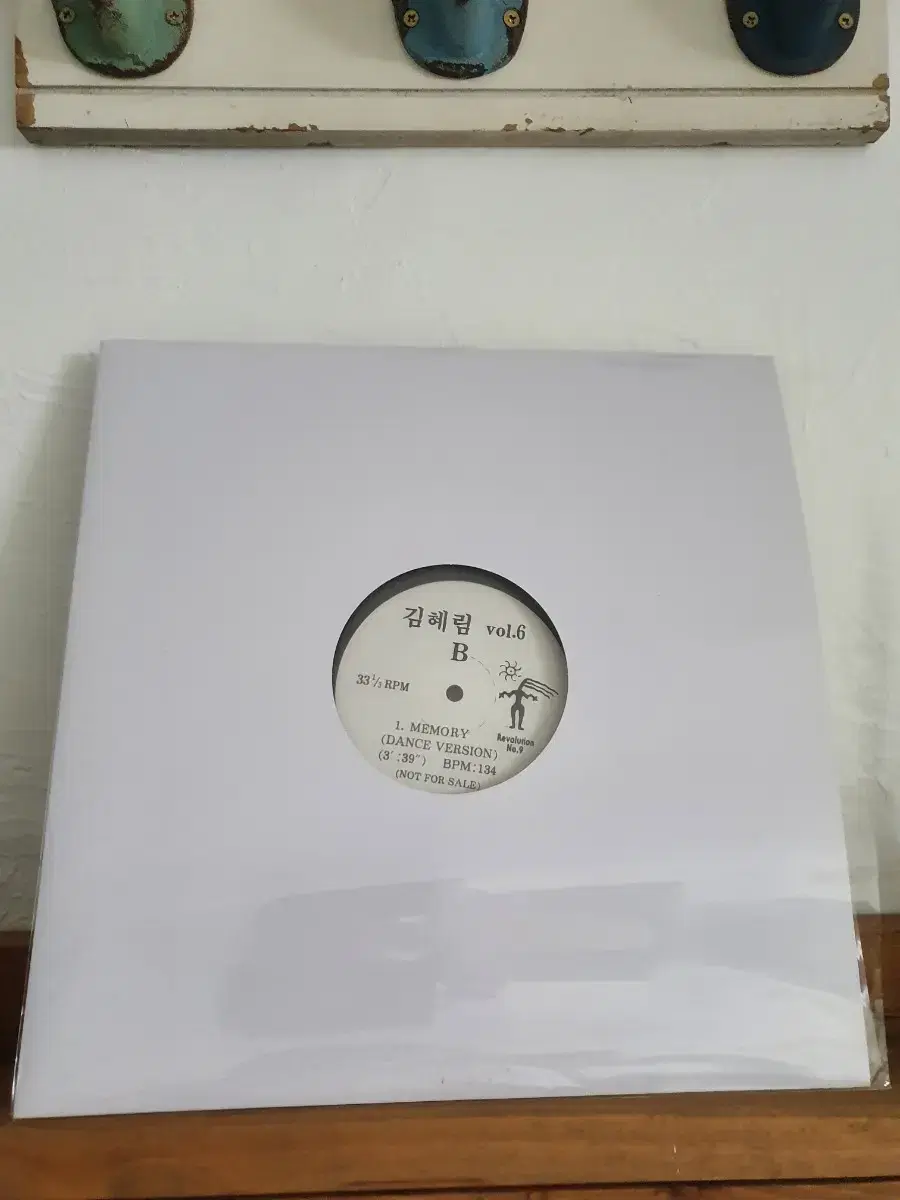 김혜림 vol.6
B
33⅓ RPM
Revolution
No.9
1. MEMORY
(DANCE VERSION)
(3′:39″) BPM:134
(NOT FOR SALE)